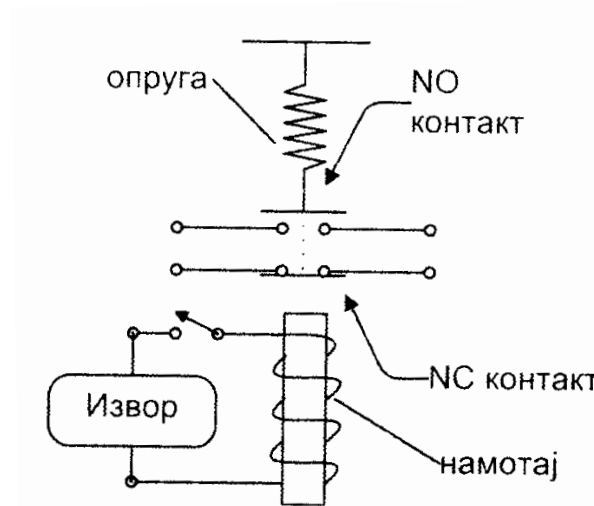 опруга
NO
контакт
NC контакт
Извор
намотај